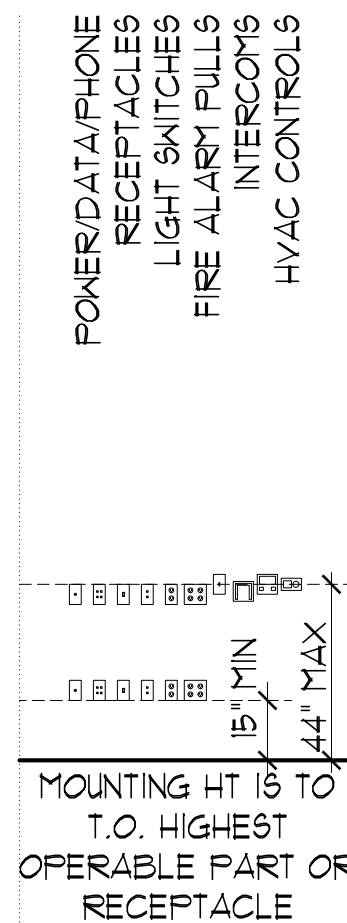 POWER/DATA/PHONE
RECEPTACLES
LIGHT SWITCHES
FIRE ALARM PULLS
INTERCOMS
HVAC CONTROLS
15" MIN
44" MAX
MOUNTING HT IS TO
T.O. HIGHEST
OPERABLE PART OR
RECEPTACLE